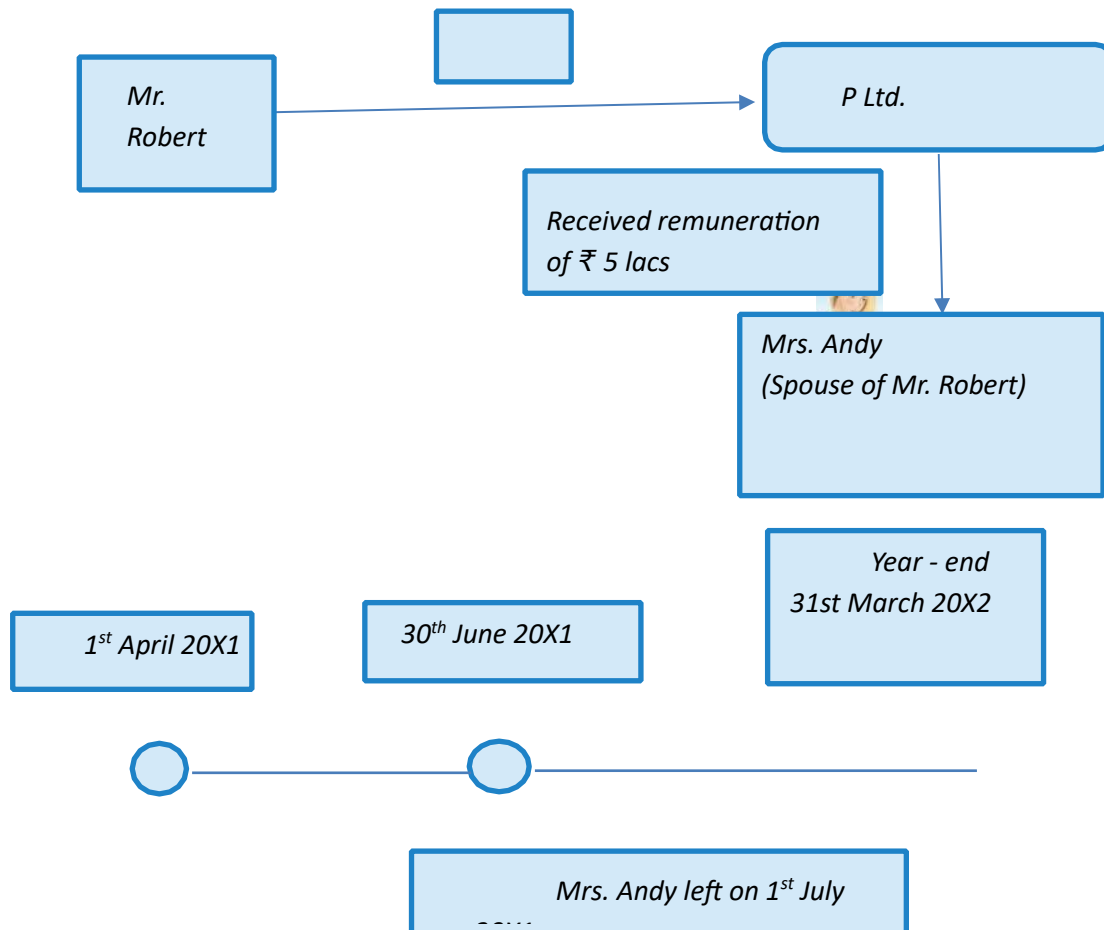 Mr.
Robert
P Ltd.
Received remuneration
of ₹ 5 lacs
Mrs. Andy
(Spouse of Mr. Robert)
Year - end
31st March 20X2
1st April 20X1
30th June 20X1
Mrs. Andy left on 1st July